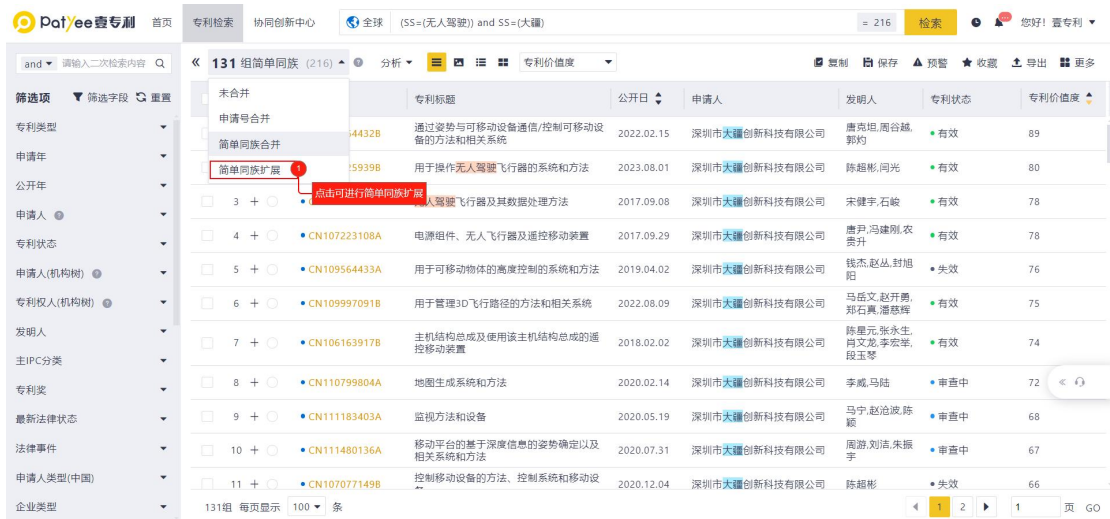 Patyee壹专利 首页 专利检索 协同创新中心 全球 (SS=(无人驾驶)) and SS=(大疆) = 216 检索 您好！壹专利
and 请输入二次检索内容
131 组简单同族 (216) 分析 专利价值度 复制 保存 预警 收藏 导出 更多
筛选项 筛选字段 重置
未合并
申请号合并
简单同族合并
简单同族扩展 1
点击可进行简单同族扩展
专利类型
申请年
公开年
申请人
专利状态
申请人(机构树)
专利权人(机构树)
发明人
主IPC分类
专利奖
最新法律状态
法律事件
申请人类型(中国)
企业类型
专利标题 公开日 申请人 发明人 专利状态 专利价值度
4432B 通过姿势与可移动设备通信/控制可移动设 2022.02.15 深圳市大疆创新科技有限公司 唐克坦,周谷越, 有效 89
备的方法和相关系统 郭灼
25939B 用于操作无人驾驶飞行器的系统和方法 2023.08.01 深圳市大疆创新科技有限公司 陈超彬,闫光 有效 80
3 人驾驶飞行器及其数据处理方法 2017.09.08 深圳市大疆创新科技有限公司 宋健宇,石峻 有效 78
4 CN107223108A 电源组件、无人飞行器及遥控移动装置 2017.09.29 深圳市大疆创新科技有限公司 唐尹,冯建刚,农 有效 78
贵升
5 CN109564433A 用于可移动物体的高度控制的系统和方法 2019.04.02 深圳市大疆创新科技有限公司 钱杰,赵丛,封旭 失效 76
阳
6 CN109997091B 用于管理3D飞行路径的方法和相关系统 2022.08.09 深圳市大疆创新科技有限公司 马岳文,赵开勇, 有效 75
郑石真,潘慈辉
7 CN106163917B 主机结构总成及使用该主机结构总成的遥 2018.02.02 深圳市大疆创新科技有限公司 陈星元,张永生, 有效 74
控移动装置 肖文龙,李宏举,
段玉琴
8 CN110799804A 地图生成系统和方法 2020.02.14 深圳市大疆创新科技有限公司 李威,马陆 审查中 72
9 CN111183403A 监视方法和设备 2020.05.19 深圳市大疆创新科技有限公司 马宁,赵沧波,陈 审查中 68
颖
10 CN111480136A 移动平台的基于深度信息的姿势确定以及 2020.07.31 深圳市大疆创新科技有限公司 周游,刘洁,朱振 审查中 67
相关系统和方法 宇
11 CN107077149B 控制移动设备的方法、控制系统和移动设 2020.12.04 深圳市大疆创新科技有限公司 陈超彬 失效 66
131组 每页显示 100 条 1 2 1 页 GO